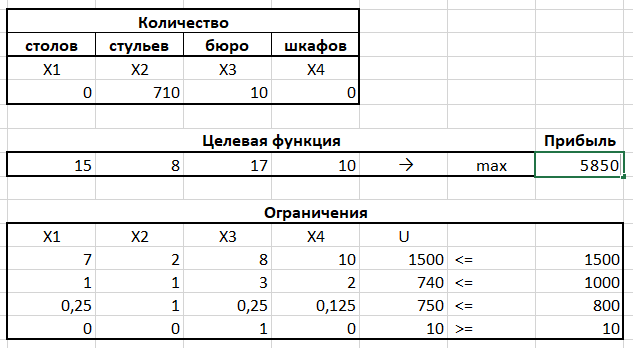 Количество
столов стульев бюро шкафов
X1 X2 X3 X4
0 710 10 0
Целевая функция Прибыль
15 8 17 10 → max 5850
Ограничения
X1 X2 X3 X4 U
7 2 8 10 1500 <= 1500
1 1 3 2 740 <= 1000
0,25 1 0,25 0,125 750 <= 800
0 0 1 0 10 >= 10